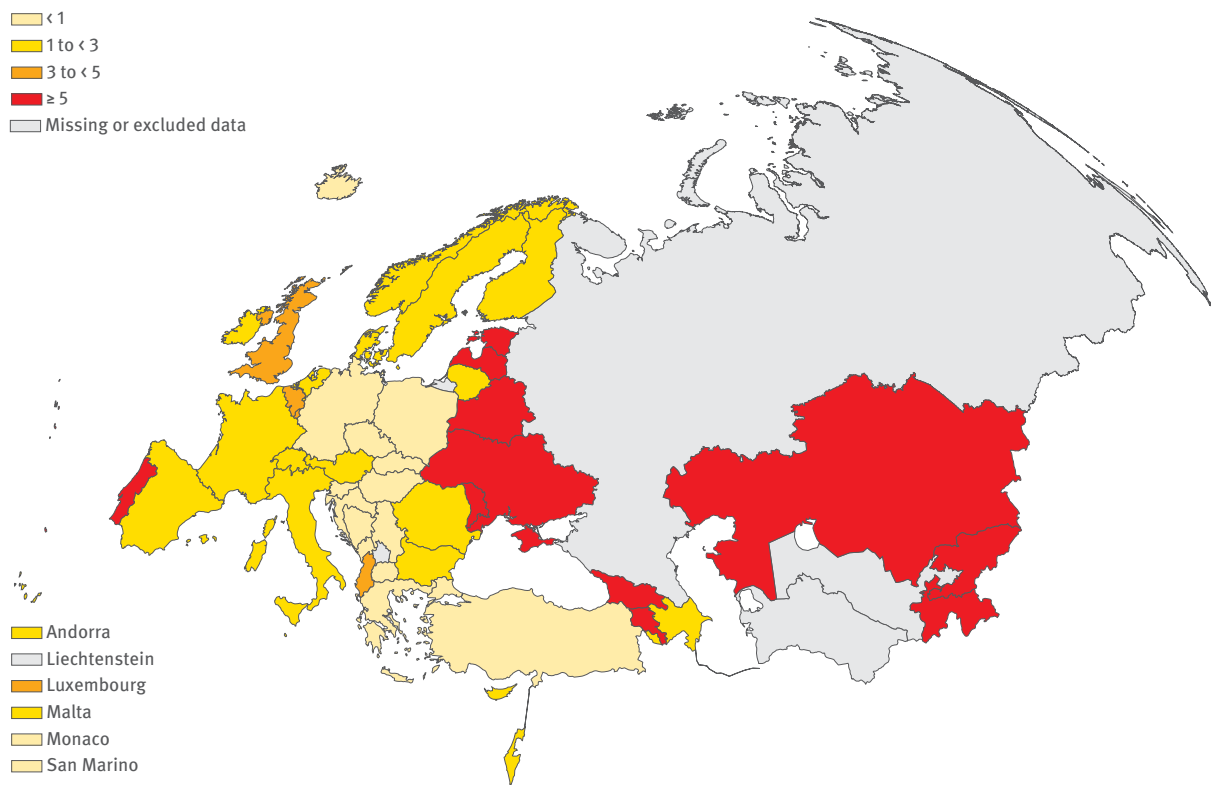 < 1
1 to < 3
3 to < 5
≥ 5
Missing or excluded data
Andorra
Liechtenstein
Luxembourg
Malta
Monaco
San Marino